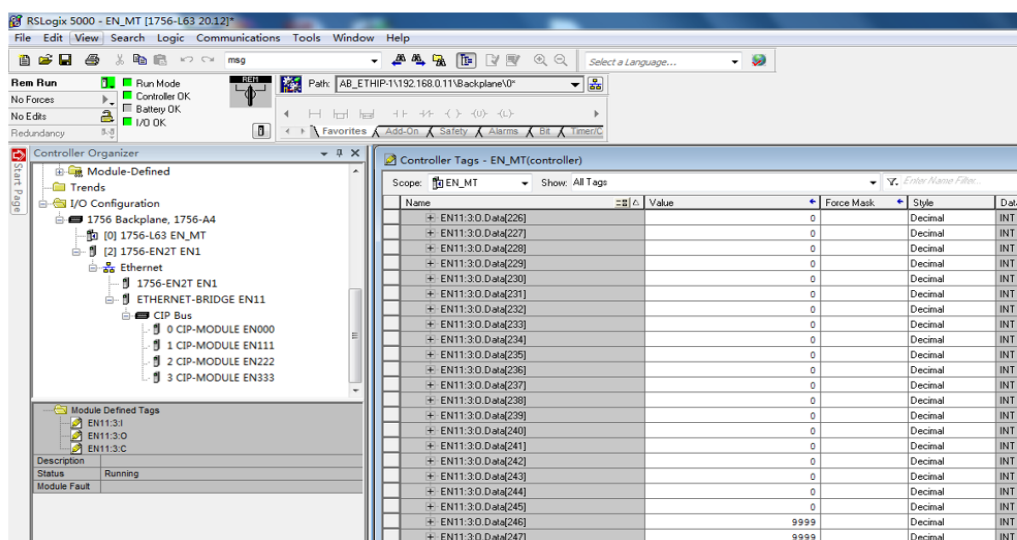 RSLogix 5000 - EN_MT [1756-L63 20.12]*
File Edit View Search Logic Communications Tools Window Help
msg
Select a Language...
Rem Run
Run Mode
REM
Path: AB_ETHIP-1\192.168.0.11\Backplane\0*
No Forces
Controller OK
Battery OK
No Edits
I/O OK
Redundancy
Favorites Add-On Safety Alarms Bit Timer/C
Start Page
Controller Organizer
Module-Defined
Trends
I/O Configuration
1756 Backplane, 1756-A4
[0] 1756-L63 EN_MT
[2] 1756-EN2T EN1
Ethernet
1756-EN2T EN1
ETHERNET-BRIDGE EN11
CIP Bus
0 CIP-MODULE EN000
1 CIP-MODULE EN111
2 CIP-MODULE EN222
3 CIP-MODULE EN333
Module Defined Tags
EN11:3:I
EN11:3:O
EN11:3:C
Description
Status Running
Module Fault
Controller Tags - EN_MT(controller)
Scope: EN_MT Show: All Tags Enter Name Filter...
Name Value Force Mask Style Dat
EN11:3:O.Data[226] 0 Decimal INT
EN11:3:O.Data[227] 0 Decimal INT
EN11:3:O.Data[228] 0 Decimal INT
EN11:3:O.Data[229] 0 Decimal INT
EN11:3:O.Data[230] 0 Decimal INT
EN11:3:O.Data[231] 0 Decimal INT
EN11:3:O.Data[232] 0 Decimal INT
EN11:3:O.Data[233] 0 Decimal INT
EN11:3:O.Data[234] 0 Decimal INT
EN11:3:O.Data[235] 0 Decimal INT
EN11:3:O.Data[236] 0 Decimal INT
EN11:3:O.Data[237] 0 Decimal INT
EN11:3:O.Data[238] 0 Decimal INT
EN11:3:O.Data[239] 0 Decimal INT
EN11:3:O.Data[240] 0 Decimal INT
EN11:3:O.Data[241] 0 Decimal INT
EN11:3:O.Data[242] 0 Decimal INT
EN11:3:O.Data[243] 0 Decimal INT
EN11:3:O.Data[244] 0 Decimal INT
EN11:3:O.Data[245] 0 Decimal INT
EN11:3:O.Data[246] 9999 Decimal INT
EN11:3:O.Data[247] 9999 Decimal INT